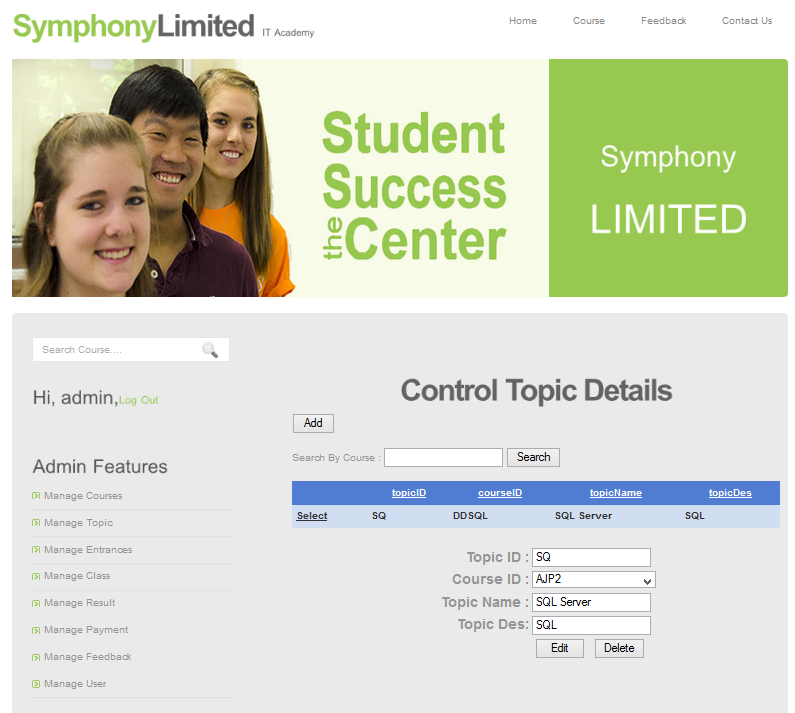 SymphonyLimited IT Academy
Home Course Feedback Contact Us
Student
Success
the Center
Symphony
LIMITED
Search Course....
Hi, admin,Log Out
Control Topic Details
Add
Search By Course : Search
Admin Features
Manage Courses
Manage Topic
Manage Entrances
Manage Class
Manage Result
Manage Payment
Manage Feedback
Manage User
topicID courseID topicName topicDes
Select SQ DDSQL SQL Server SQL
Topic ID : SQ
Course ID : AJP2
Topic Name : SQL Server
Topic Des: SQL
Edit Delete